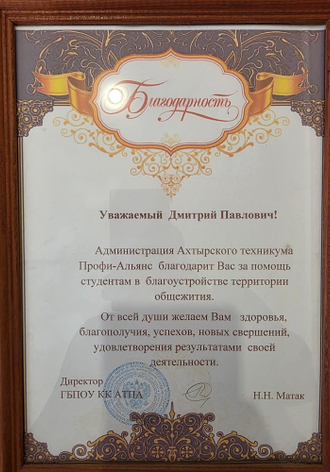 Благодарность
Уважаемый Дмитрий Павлович!
Администрация Ахтырского техникума
Профи-Альянс благодарит Вас за помощь
студентам в благоустройстве территории
общежития.
От всей души желаем Вам здоровья,
благополучия, успехов, новых свершений,
удовлетворения результатами своей
деятельности.
Директор
ГБПОУ КК АТПА Н.Н. Матак